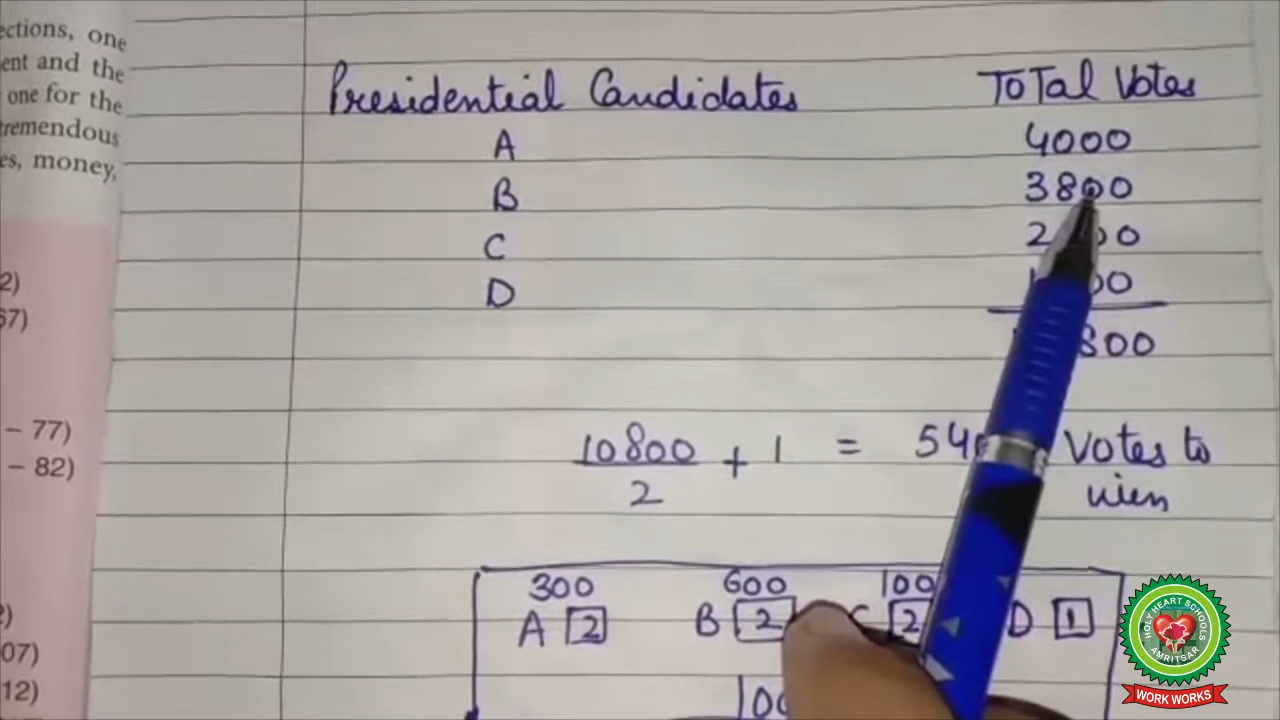 ections, one
ent and the
one for the
tremendous
es, money,
2)
67)
– 77)
– 82)
07)
12)
Presidential Candidates Total Votes
A 4000
B 3800
C
D
10800/2 + 1 = Votes to
win
300 600 100
A 2 B 2 C 2 D 1
HOLY HEART SCHOOLS
AMRITSAR
WORK WORKS